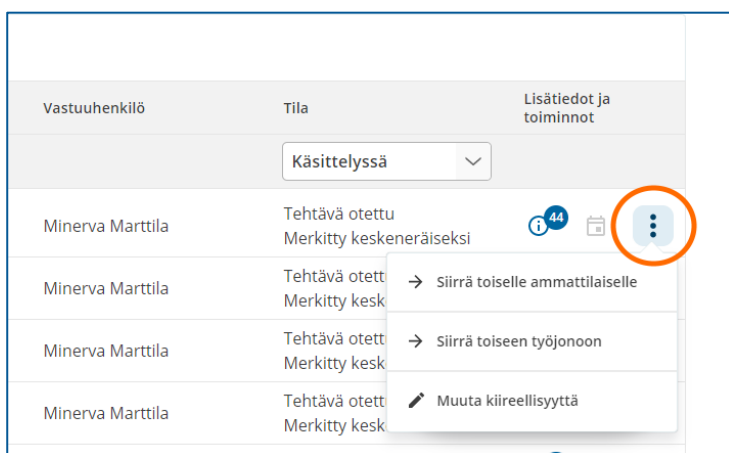 Vastuuhenkilö
Tila
Lisätiedot ja
toiminnot
Käsittelyssä
Minerva Marttila
Tehtävä otettu
Merkitty keskeneräiseksi
44
Minerva Marttila
Tehtävä otett
Merkitty kesk
Siirrä toiselle ammattilaiselle
Minerva Marttila
Tehtävä otett
Merkitty kesk
Siirrä toiseen työjonoon
Minerva Marttila
Tehtävä otett
Merkitty kesk
Muuta kiireellisyyttä